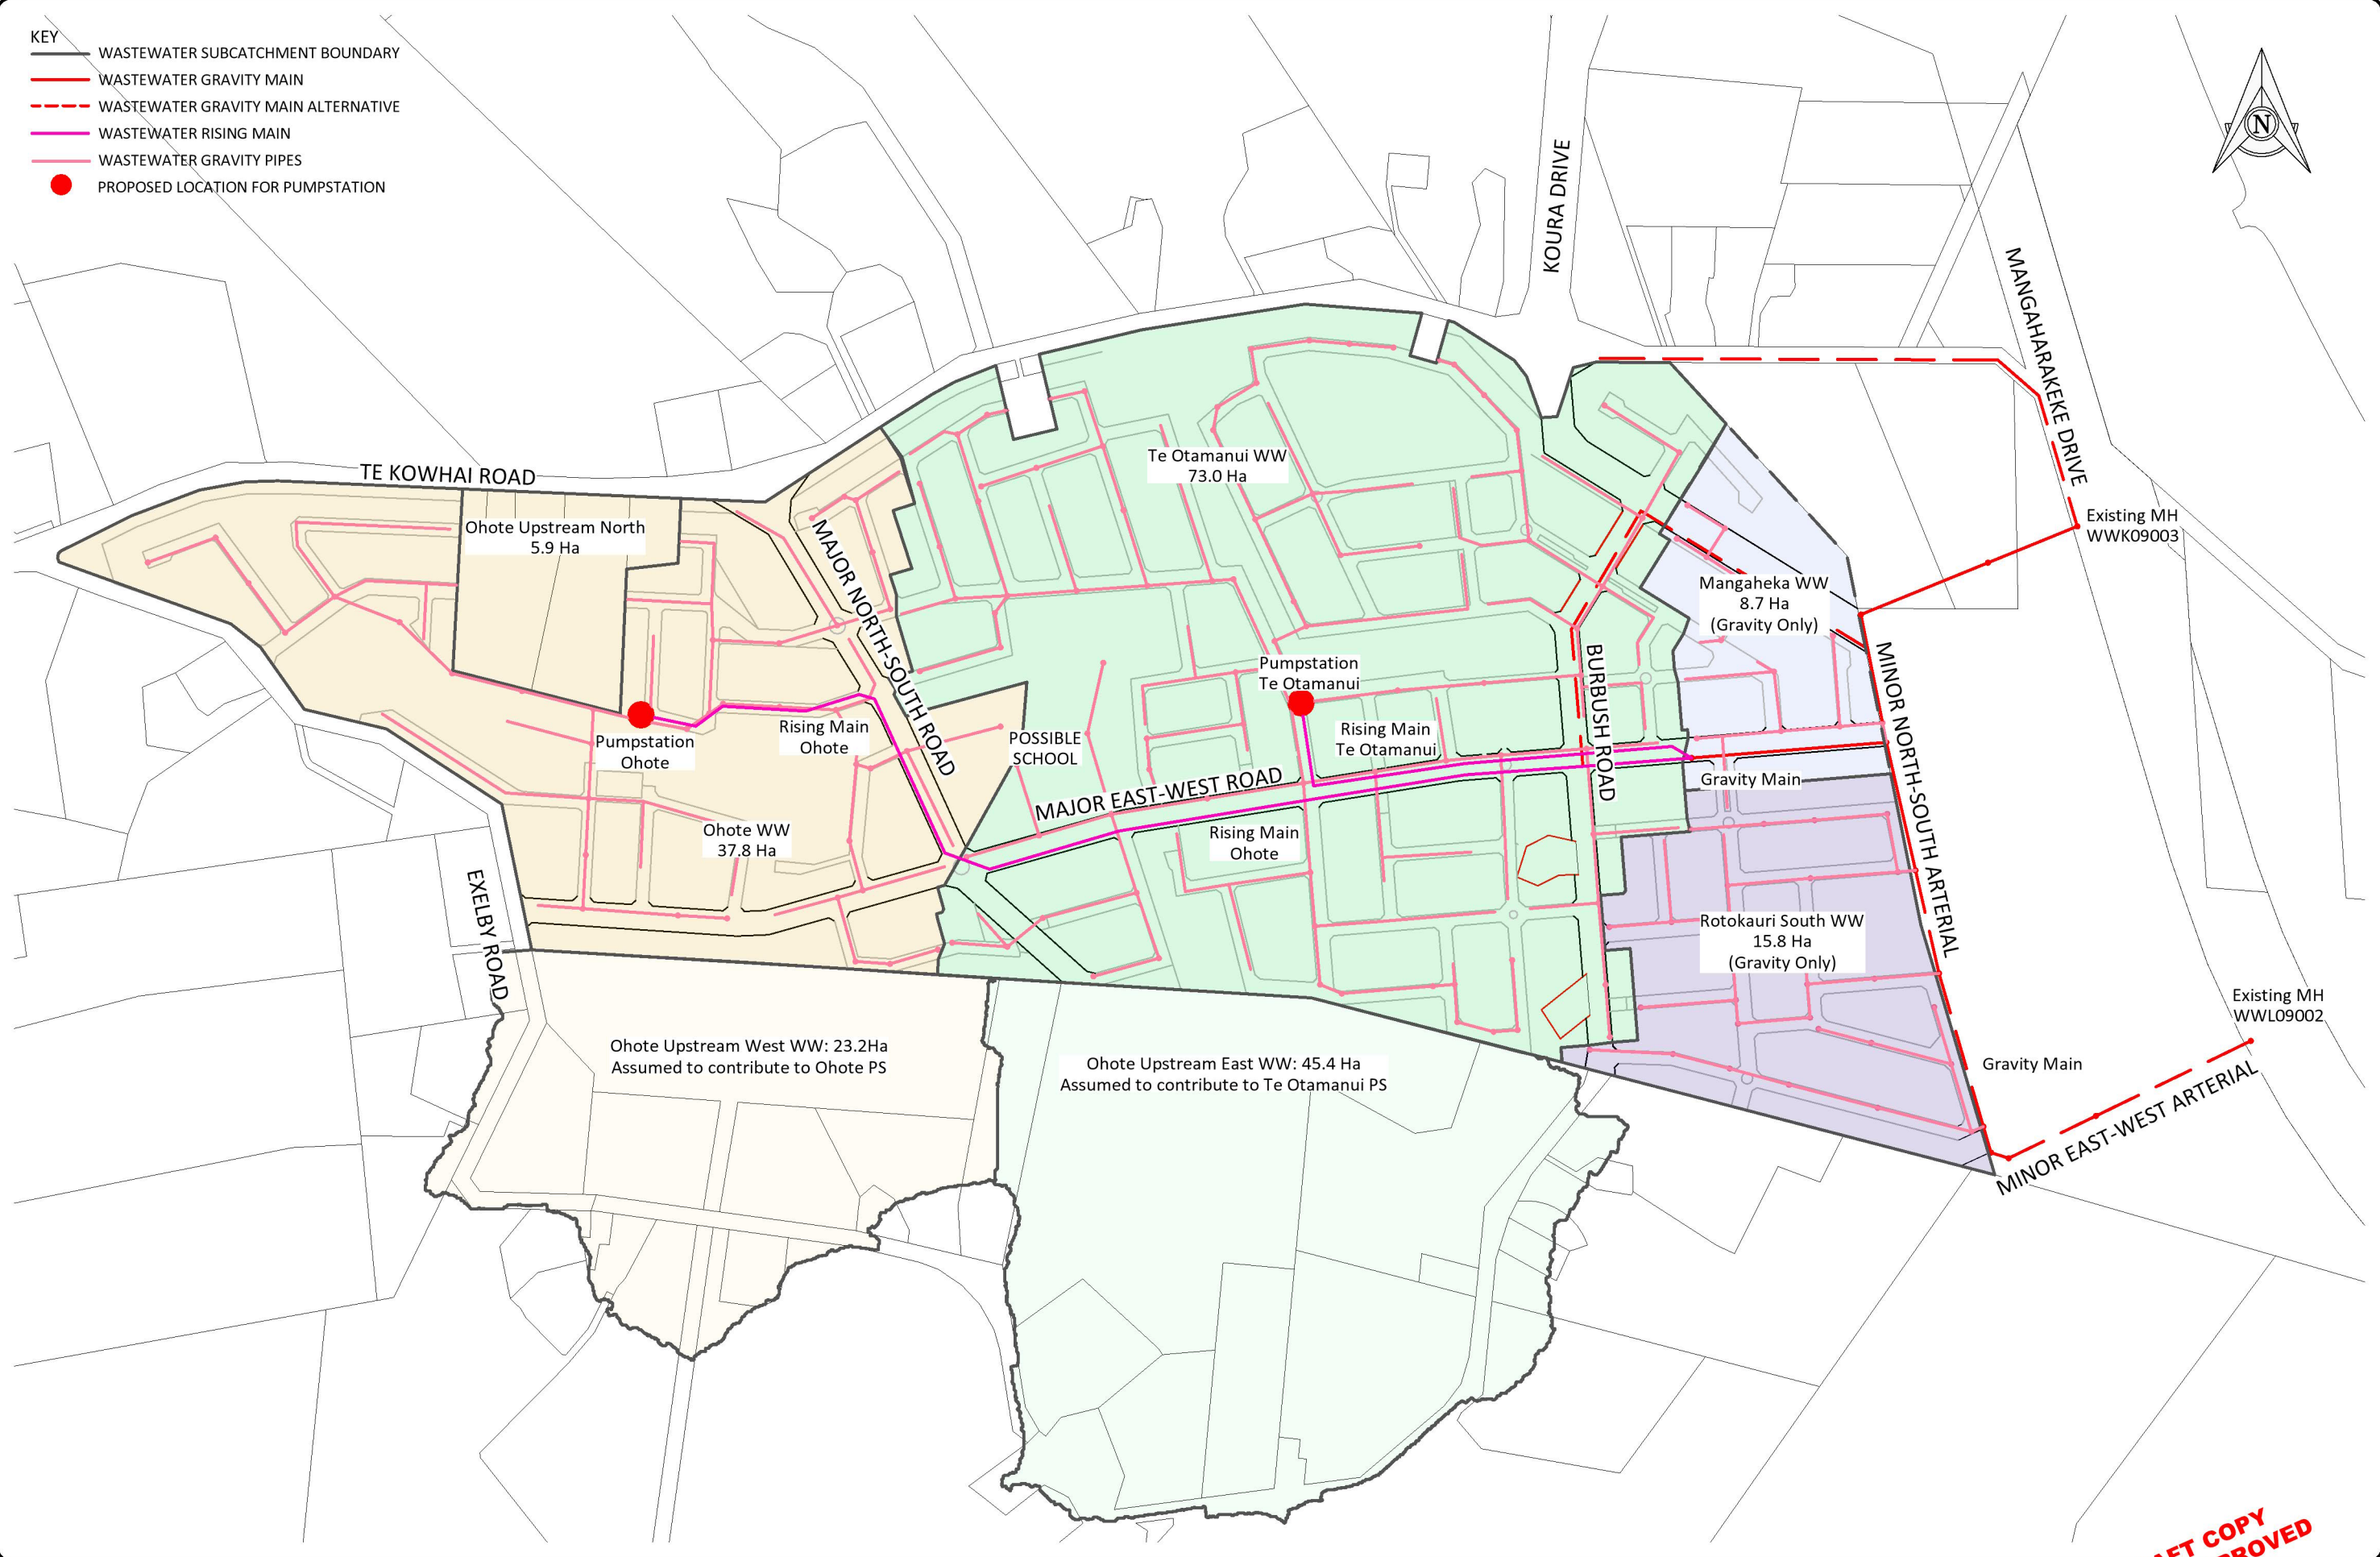 KEY
WASTEWATER SUBCATCHMENT BOUNDARY
WASTEWATER GRAVITY MAIN
WASTEWATER GRAVITY MAIN ALTERNATIVE
WASTEWATER RISING MAIN
WASTEWATER GRAVITY PIPES
PROPOSED LOCATION FOR PUMPSTATION
N
KOURA DRIVE
MANGAHARAKEKE DRIVE
TE KOWHAI ROAD
Te Otamanui WW
73.0 Ha
Ohote Upstream North
5.9 Ha
Existing MH
WWK09003
MAJOR NORTH-SOUTH ROAD
Mangaheka WW
8.7 Ha
(Gravity Only)
Pumpstation
Te Otamanui
BURBUSH ROAD
MINOR NORTH-SOUTH ARTERIAL
Pumpstation
Ohote
Rising Main
Ohote
POSSIBLE
SCHOOL
Rising Main
Te Otamanui
MAJOR EAST-WEST ROAD
Gravity Main
Ohote WW
37.8 Ha
Rising Main
Ohote
EXELBY ROAD
Rotokauri South WW
15.8 Ha
(Gravity Only)
Existing MH
WWL09002
Ohote Upstream West WW: 23.2Ha
Assumed to contribute to Ohote PS
Ohote Upstream East WW: 45.4 Ha
Assumed to contribute to Te Otamanui PS
Gravity Main
MINOR EAST-WEST ARTERIAL
COPY